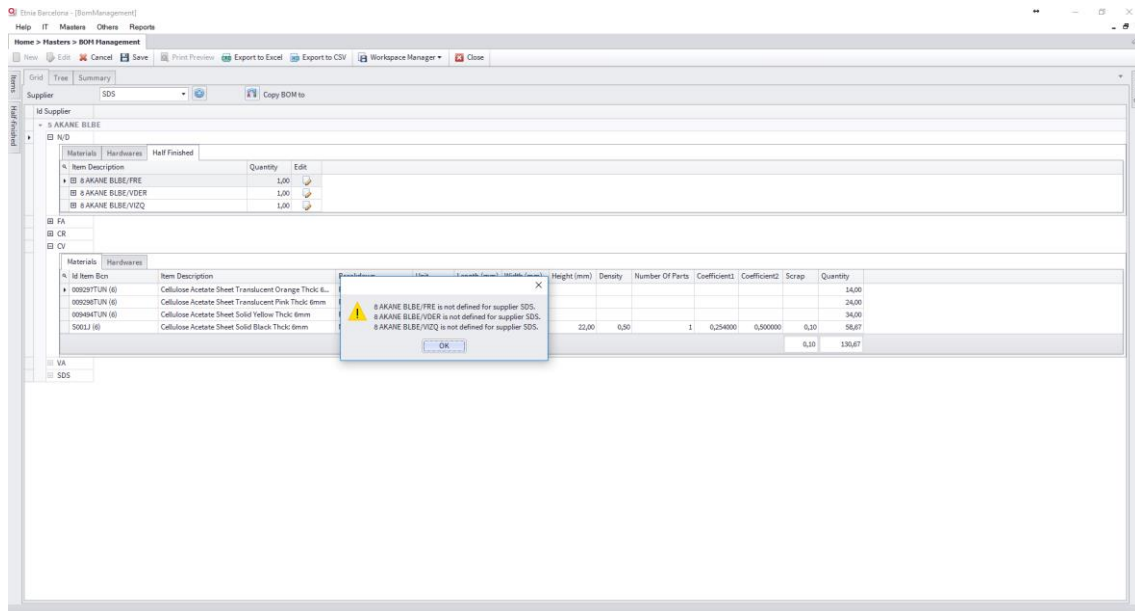 Etnia Barcelona - [BomManagement]
Help IT Masters Others Reports
Home > Masters > BOM Management
New Edit Cancel Save Print Preview Export to Excel Export to CSV Workspace Manager Close
Items
Half-finished
Grid Tree Summary
Supplier SDS Copy BOM to
Id Supplier
AKANE BLBE
N/D
Materials Hardwares Half Finished
Item Description Quantity Edit
8 AKANE BLBE/FRE 1,00
8 AKANE BLBE/VDER 1,00
8 AKANE BLBE/VIZQ 1,00
FA
CR
CV
Materials Hardwares
Id Item Bcn Item Description Height (mm) Density Number Of Parts Coefficient1 Coefficient2 Scrap Quantity
009297TUN (6) Cellulose Acetate Sheet Translucent Orange Thck: 6... 14,00
009298TUN (6) Cellulose Acetate Sheet Translucent Pink Thck: 6mm 24,00
009494TUN (6) Cellulose Acetate Sheet Solid Yellow Thck: 6mm 34,00
S001J (6) Cellulose Acetate Sheet Solid Black Thck: 6mm 22,00 0,50 1 0,254000 0,500000 0,10 58,67
0,10 130,67
8 AKANE BLBE/FRE is not defined for supplier SDS.
8 AKANE BLBE/VDER is not defined for supplier SDS.
8 AKANE BLBE/VIZQ is not defined for supplier SDS.
OK
VA
SDS